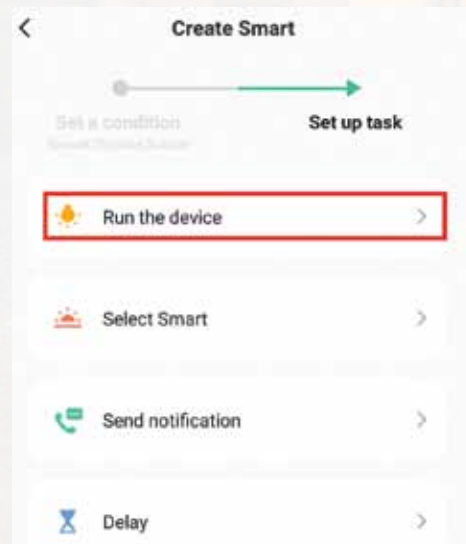 Create Smart
Set a condition
Set up task
Run the device
Select Smart
Send notification
Delay